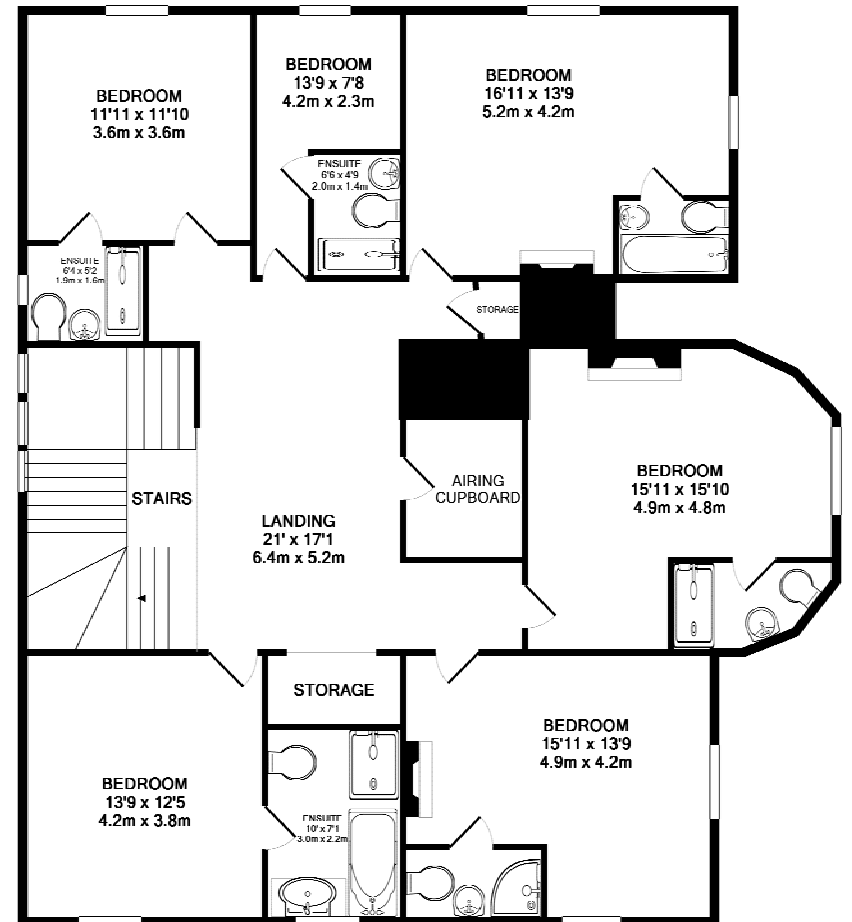 BEDROOM
11'11 x 11'10
3.6m x 3.6m
BEDROOM
13'9 x 7'8
4.2m x 2.3m
BEDROOM
16'11 x 13'9
5.2m x 4.2m
ENSUITE
6'6 x 4'9
2.0m x 1.4m
ENSUITE
6'4 x 5'2
1.9m x 1.6m
STORAGE
STAIRS
LANDING
21' x 17'1
6.4m x 5.2m
AIRING
CUPBOARD
BEDROOM
15'11 x 15'10
4.9m x 4.8m
STORAGE
BEDROOM
13'9 x 12'5
4.2m x 3.8m
ENSUITE
10' x 7'1
3.0m x 2.2m
BEDROOM
15'11 x 13'9
4.9m x 4.2m